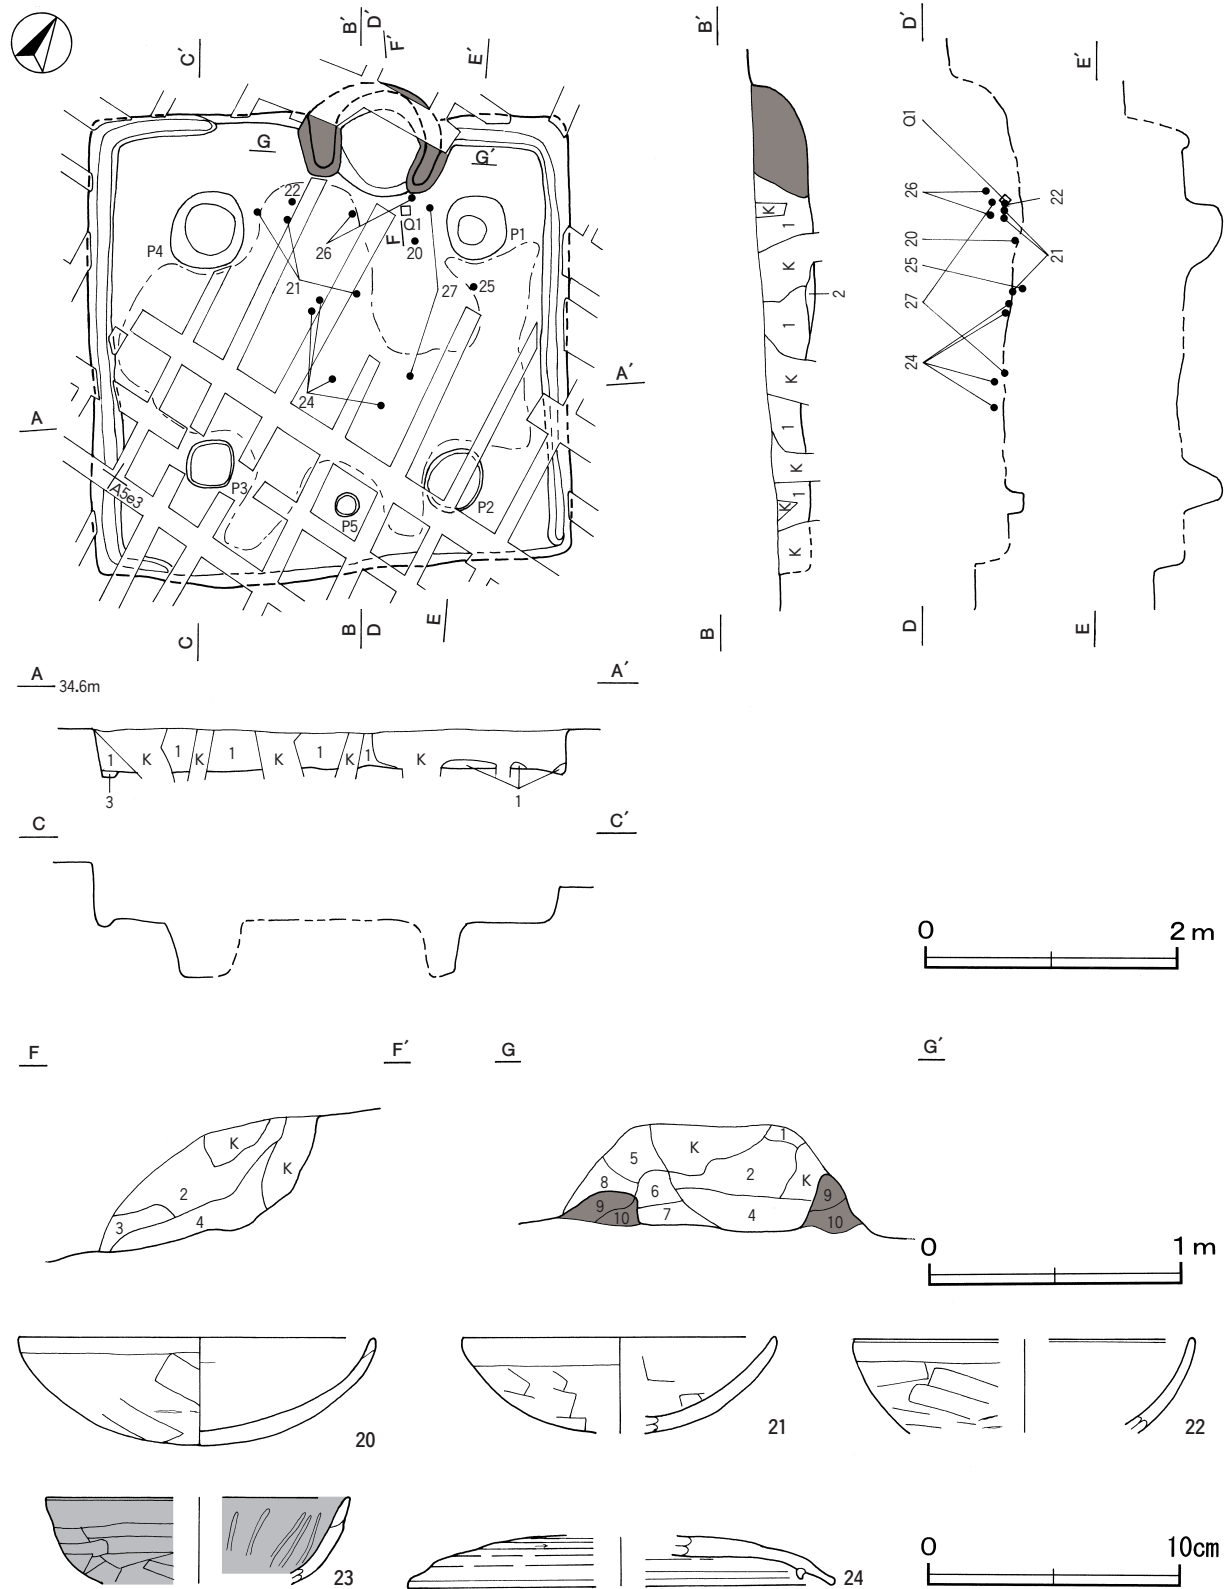 B′ D′
F′
C′
E′
G
G′
22
P4
Q1
P1
F
26
20
21
27
25
A′
24
A
P3
A5e3
P2
P5
C
B D
E
B′
K
1
K
2
1
K
1
K
1
K
K
B
D′
Q1
26
22
20
21
25
27
24
D
E′
E
A 34.6m
A′
1 K 1 K 1 K 1 K 1 K
3
1
C
C′
0 2m
F
F′
K
K
2
3
4
G
G′
5
K
1
2
8
6
K
9
10
7
4
9
10
0 1m
20
21
22
23
24
0 10cm